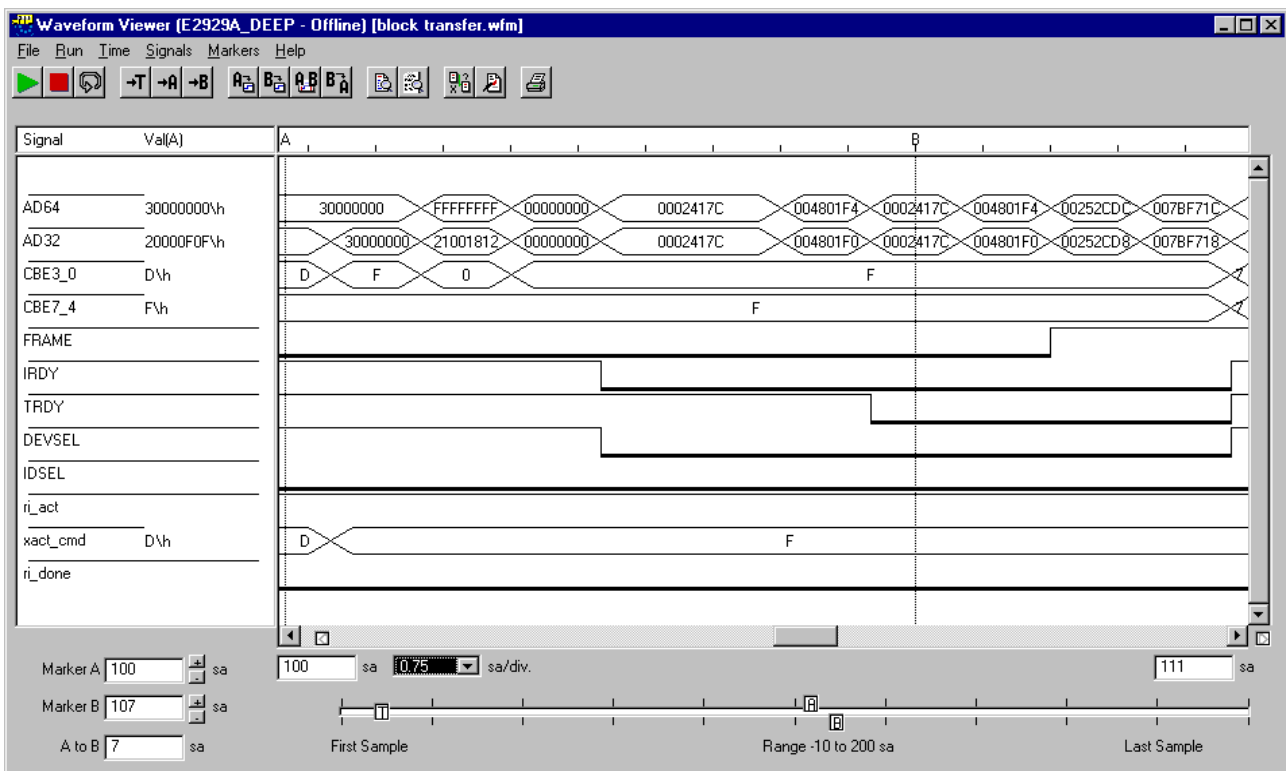 Waveform Viewer (E2929A_DEEP - Offline) [block transfer.wfm]
File Run Time Signals Markers Help
→T →A →B A B A B B A
Signal Val(A) A B
AD64 30000000\h 30000000 FFFFFFFF 00000000 0002417C 004801F4 0002417C 004801F4 00252CDC 007BF71C
AD32 20000F0F\h 30000000 21001812 00000000 0002417C 004801F0 0002417C 004801F0 00252CD8 007BF718
CBE3_0 D\h D F 0 F 7
CBE7_4 F\h F 7
FRAME
IRDY
TRDY
DEVSEL
IDSEL
ri_act
xact_cmd D\h D F
ri_done
Marker A 100 sa 100 sa 0.75 sa/div. 111 sa
Marker B 107 sa T A B
A to B 7 sa First Sample Range -10 to 200 sa Last Sample